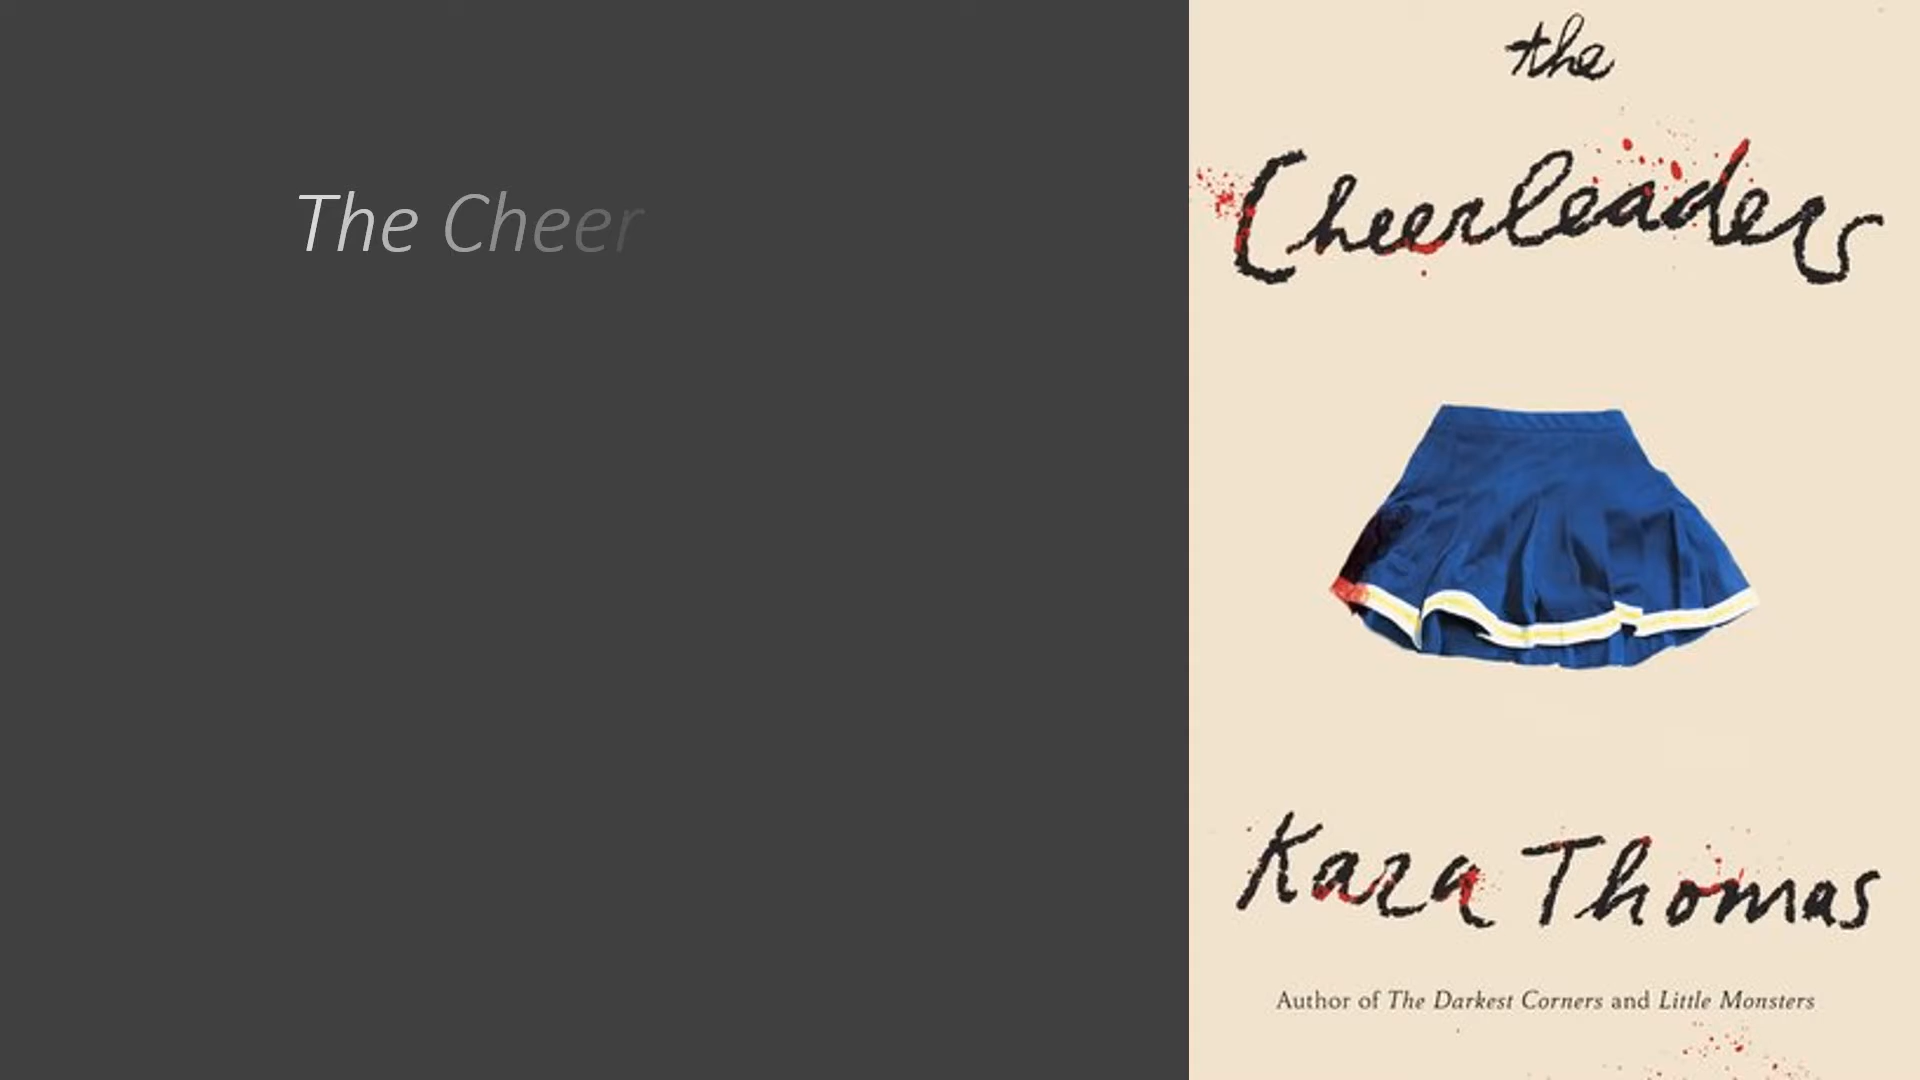 The Cheer
the
Cheerleaders
Kara Thomas
Author of The Darkest Corners and Little Monsters